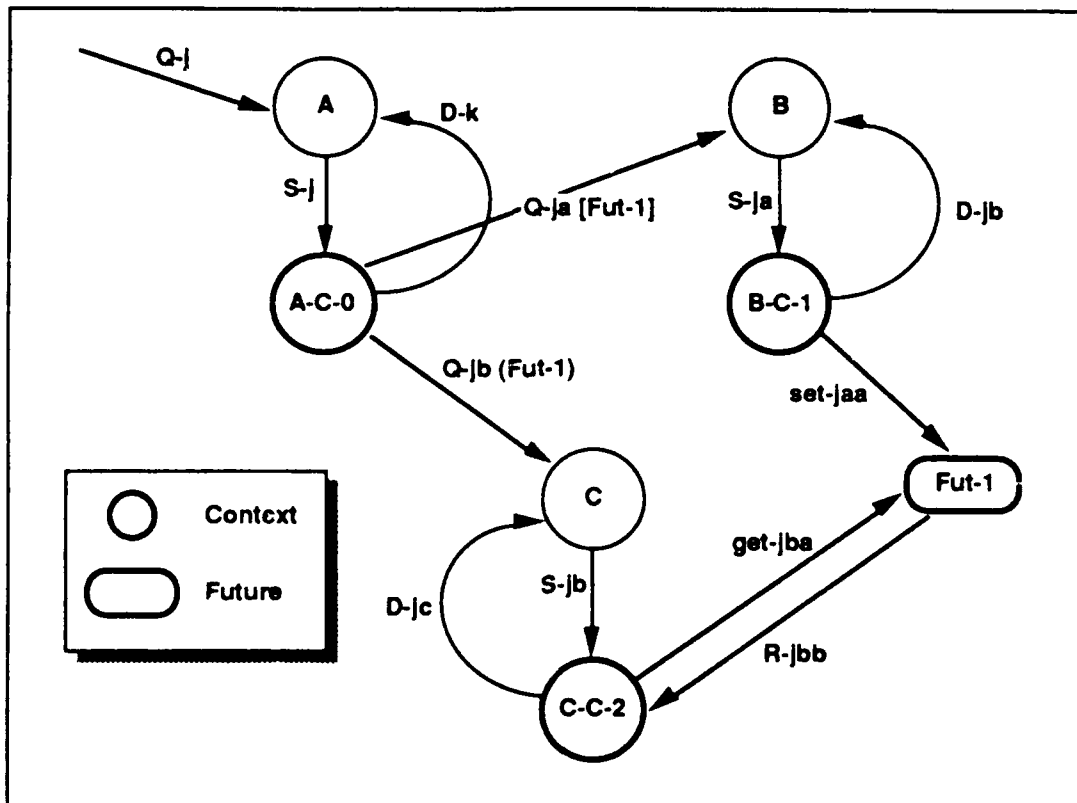 Q-j
A
D-k
B
S-j
Q-ja [Fut-1]
S-ja
D-jb
A-C-0
B-C-1
Q-jb (Fut-1)
set-jaa
C
Fut-1
Context
get-jba
Future
D-jc
S-jb
R-jbb
C-C-2